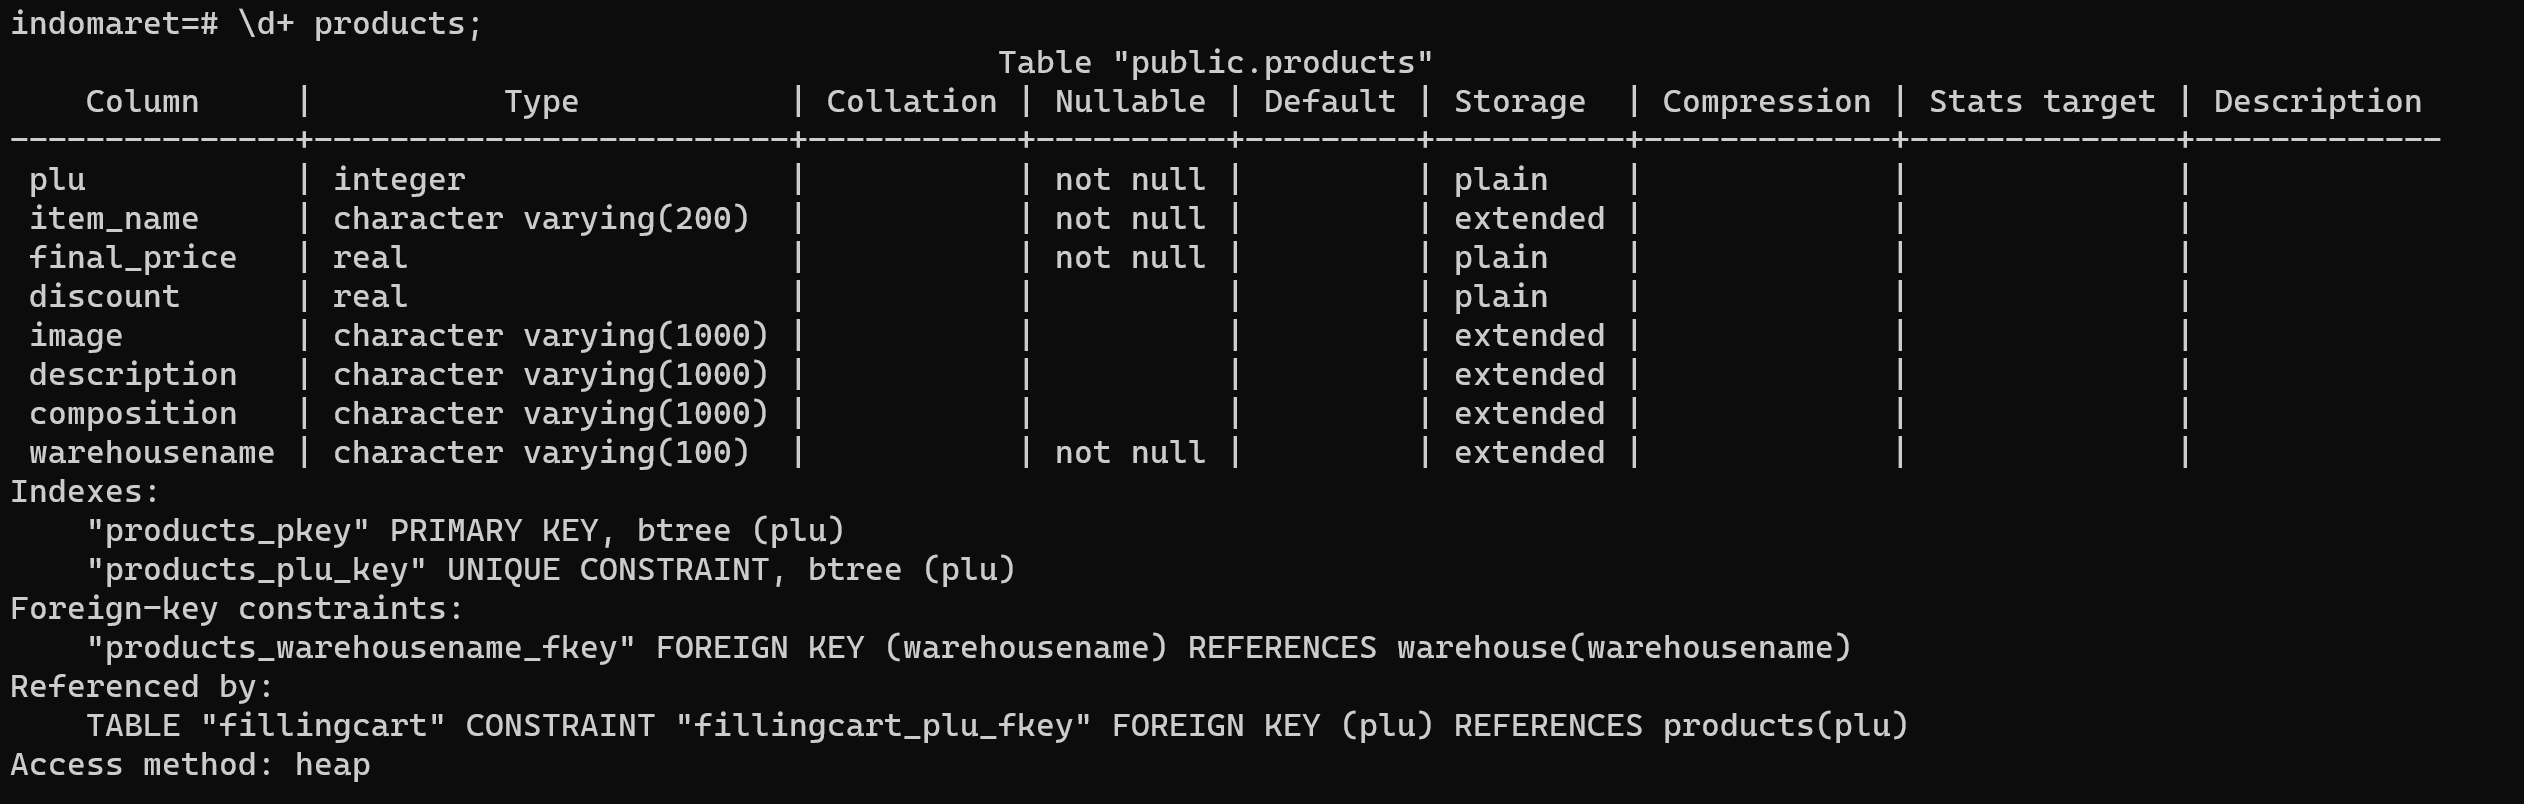 indomaret=# \d+ products;
                                                    Table "public.products"
    Column     |          Type           | Collation | Nullable | Default | Storage  | Compression | Stats target | Description
---------------+-------------------------+-----------+----------+---------+----------+-------------+--------------+-------------
 plu           | integer                 |           | not null |         | plain    |             |              |
 item_name     | character varying(200)  |           | not null |         | extended |             |              |
 final_price   | real                    |           | not null |         | plain    |             |              |
 discount      | real                    |           |          |         | plain    |             |              |
 image         | character varying(1000) |           |          |         | extended |             |              |
 description   | character varying(1000) |           |          |         | extended |             |              |
 composition   | character varying(1000) |           |          |         | extended |             |              |
 warehousename | character varying(100)  |           | not null |         | extended |             |              |
Indexes:
    "products_pkey" PRIMARY KEY, btree (plu)
    "products_plu_key" UNIQUE CONSTRAINT, btree (plu)
Foreign-key constraints:
    "products_warehousename_fkey" FOREIGN KEY (warehousename) REFERENCES warehouse(warehousename)
Referenced by:
    TABLE "fillingcart" CONSTRAINT "fillingcart_plu_fkey" FOREIGN KEY (plu) REFERENCES products(plu)
Access method: heap